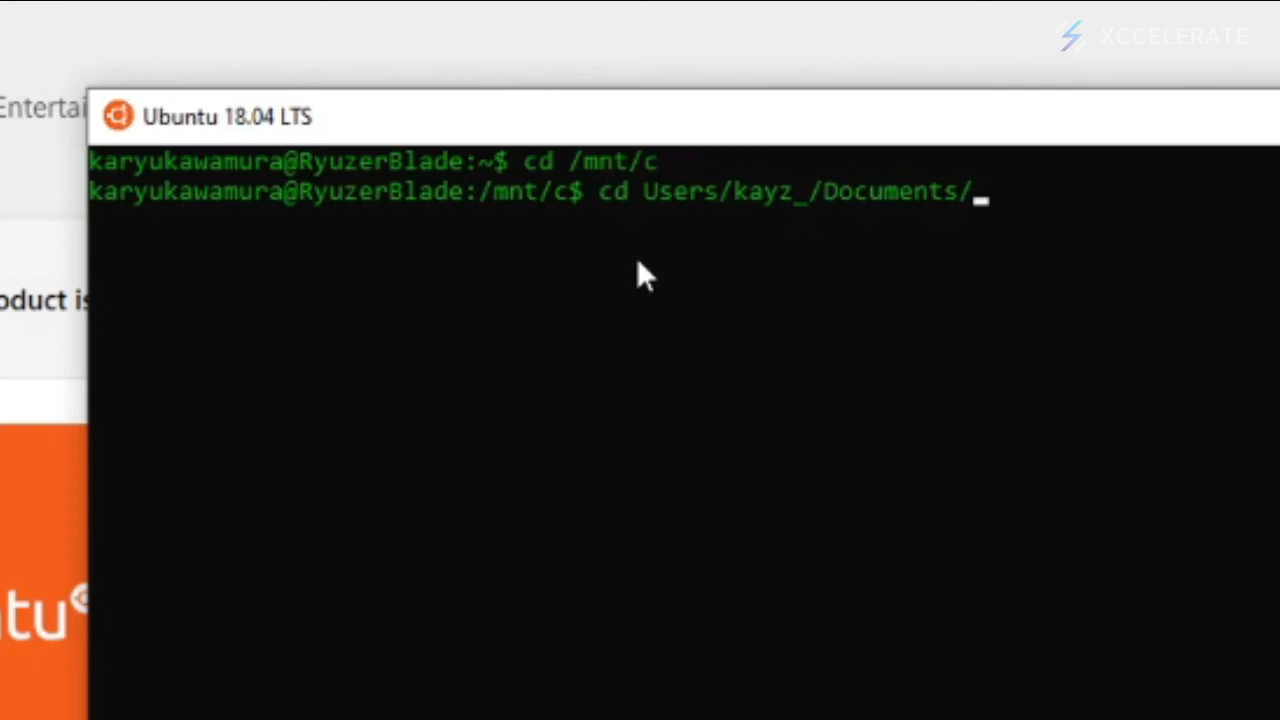 XCCELERATE
Entertai
Ubuntu 18.04 LTS
karyukawamura@RyuzerBlade:~$ cd /mnt/c
karyukawamura@RyuzerBlade:/mnt/c$ cd Users/kayz_/Documents/
oduct is
ntu